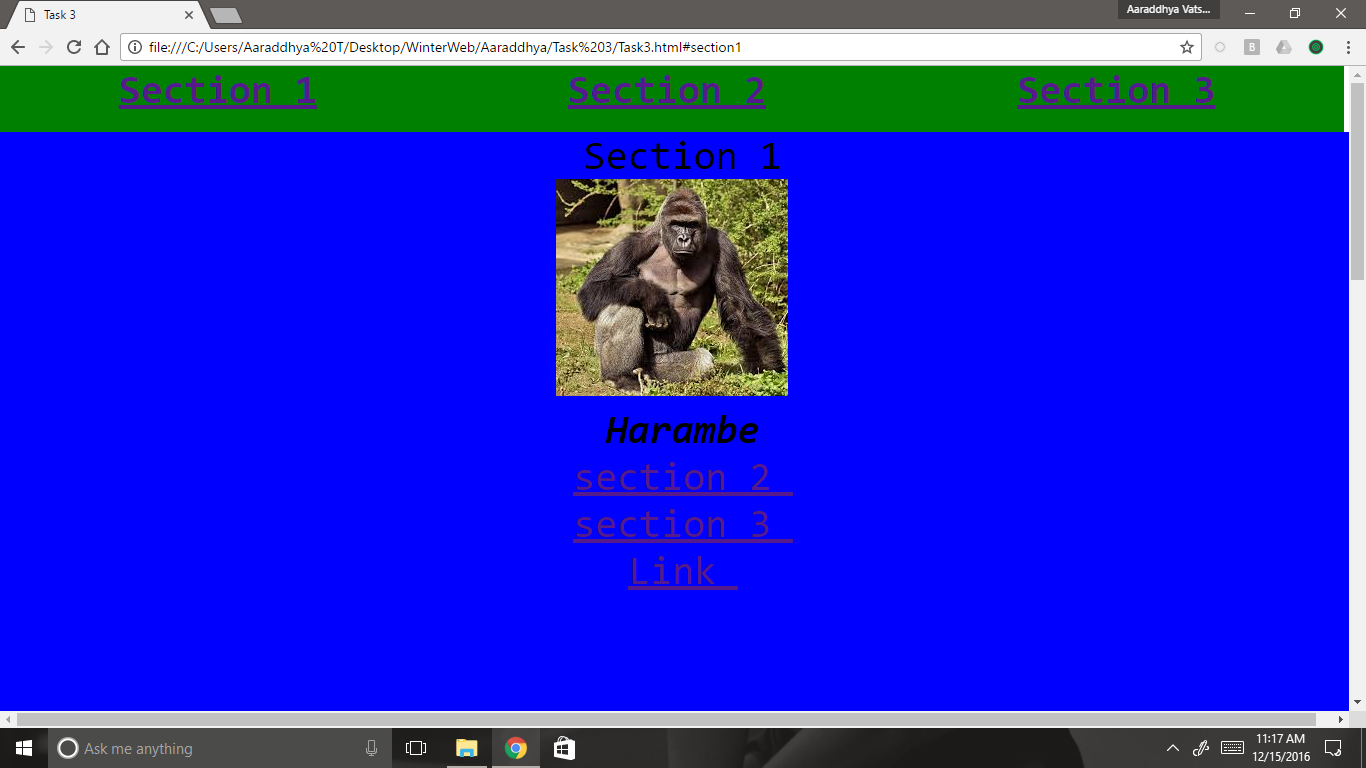 Task 3
Aaraddhya Vats...
file:///C:/Users/Aaraddhya%20T/Desktop/WinterWeb/Aaraddhya/Task%203/Task3.html#section1
B
Section 1 Section 2 Section 3
Section 1
Harambe
section 2
section 3
Link
Ask me anything
11:17 AM
12/15/2016